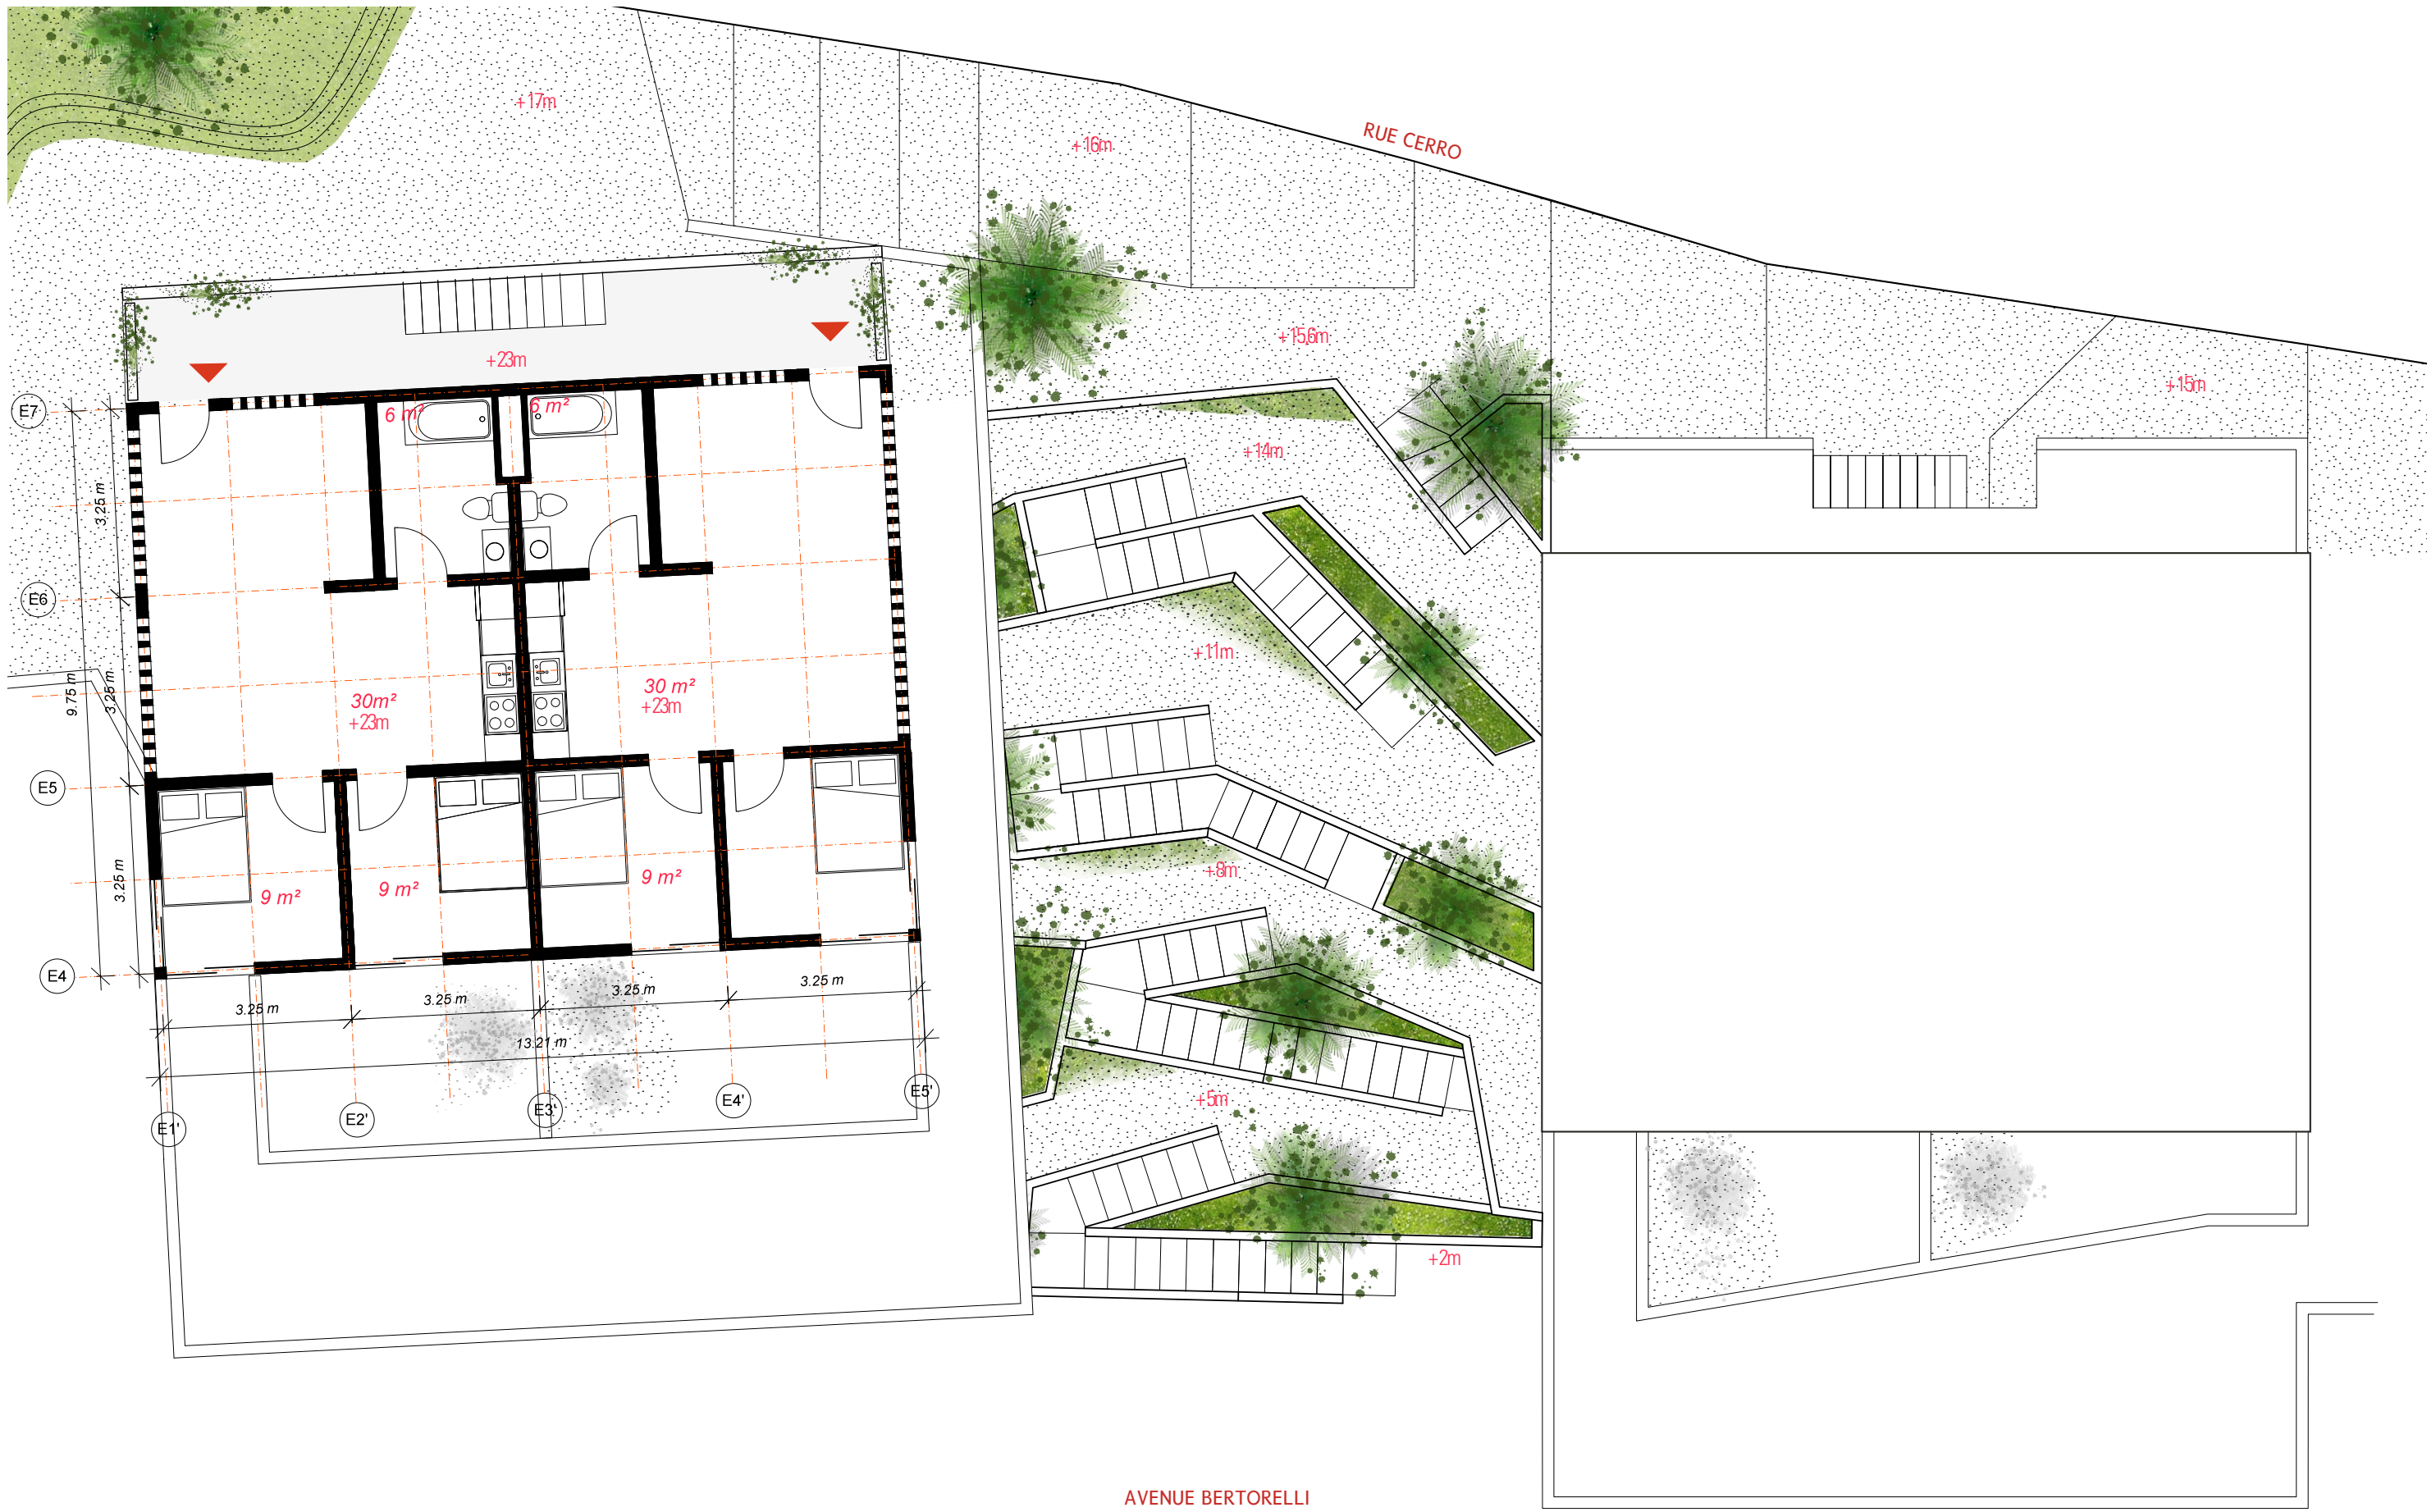 +17m
+16m
RUE CERRO
+15,6m
+15m
+23m
E7
6 m²
6 m²
+14m
3.25 m
E6
+11m
9.75 m
3.25 m
30m²
+23m
30 m²
+23m
E5
3.25 m
9 m²
9 m²
9 m²
+8m
E4
3.25 m
3.25 m
3.25 m
3.25 m
13.21 m
+5m
E1'
E2'
E3'
E4'
E5'
+2m
AVENUE BERTORELLI